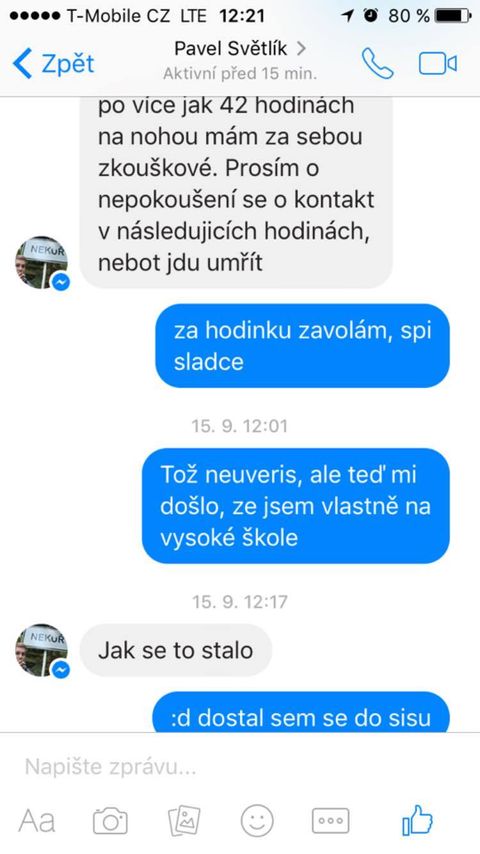 T-Mobile CZ LTE 12:21 80 %
Zpět
Pavel Světlík
Aktivní před 15 min.
po více jak 42 hodinách
na nohou mám za sebou
zkouškové. Prosím o
nepokoušení se o kontakt
v následujicích hodinách,
nebot jdu umřít
NEKOŘ
za hodinku zavolám, spi
sladce
15. 9. 12:01
Tož neuveris, ale teď mi
došlo, ze jsem vlastně na
vysoké škole
15. 9. 12:17
NEKOŘ
Jak se to stalo
:d dostal sem se do sisu
Napište zprávu...
Aa